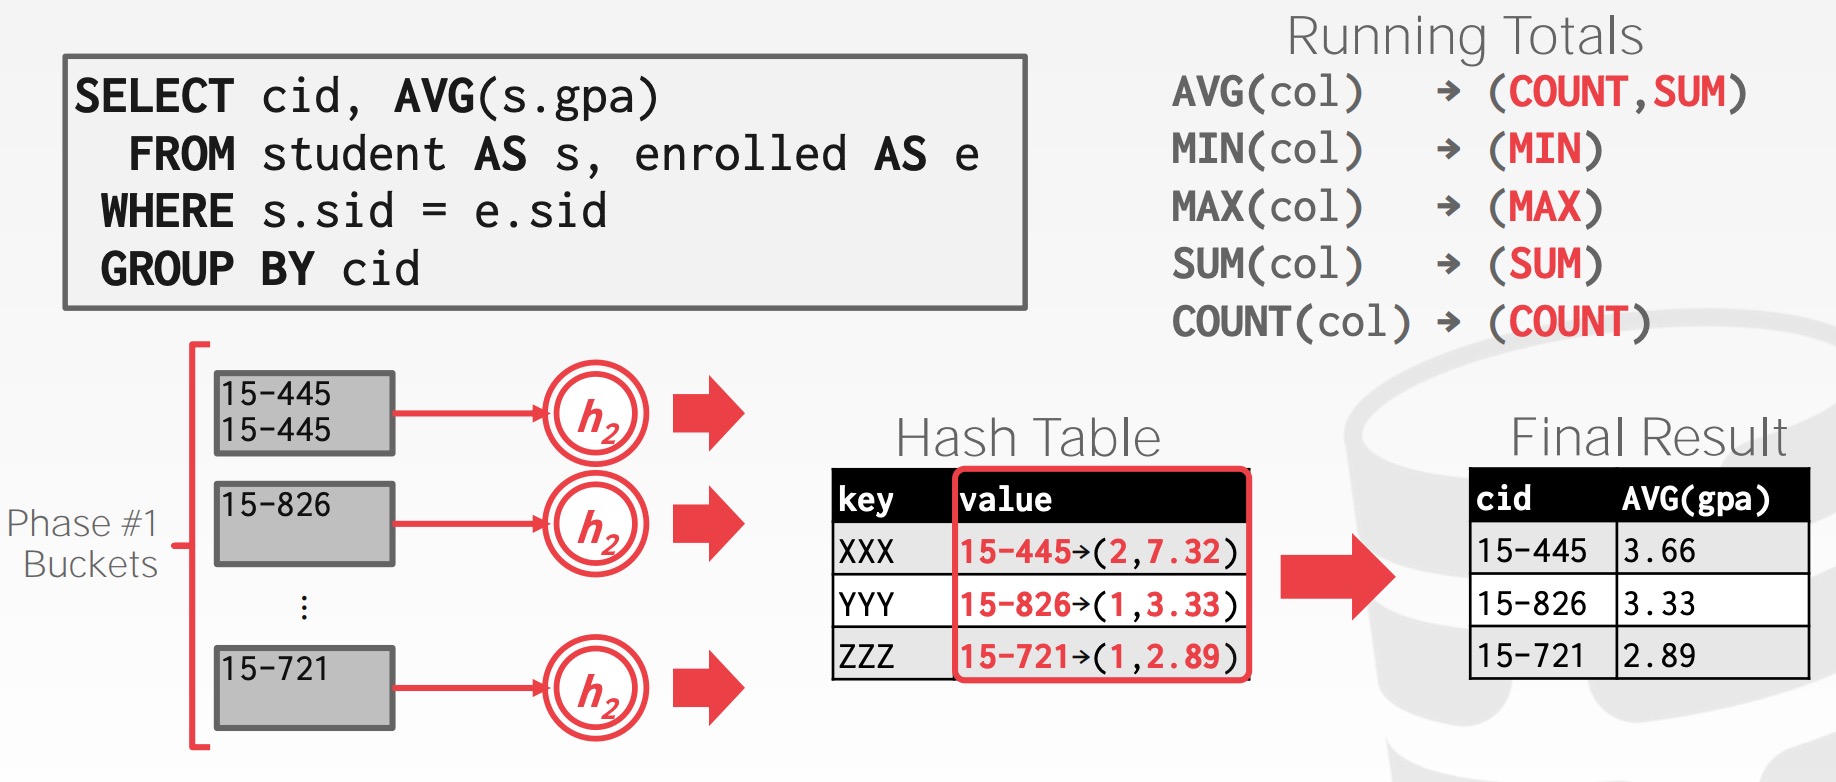 SELECT cid, AVG(s.gpa)
FROM student AS s, enrolled AS e
WHERE s.sid = e.sid
GROUP BY cid
Running Totals
AVG(col) → (COUNT,SUM)
MIN(col) → (MIN)
MAX(col) → (MAX)
SUM(col) → (SUM)
COUNT(col) → (COUNT)
Phase #1
Buckets
15-445
15-445
h2
15-826
h2
⋮
15-721
h2
Hash Table
key value
XXX 15-445→(2,7.32)
YYY 15-826→(1,3.33)
ZZZ 15-721→(1,2.89)
Final Result
cid AVG(gpa)
15-445 3.66
15-826 3.33
15-721 2.89